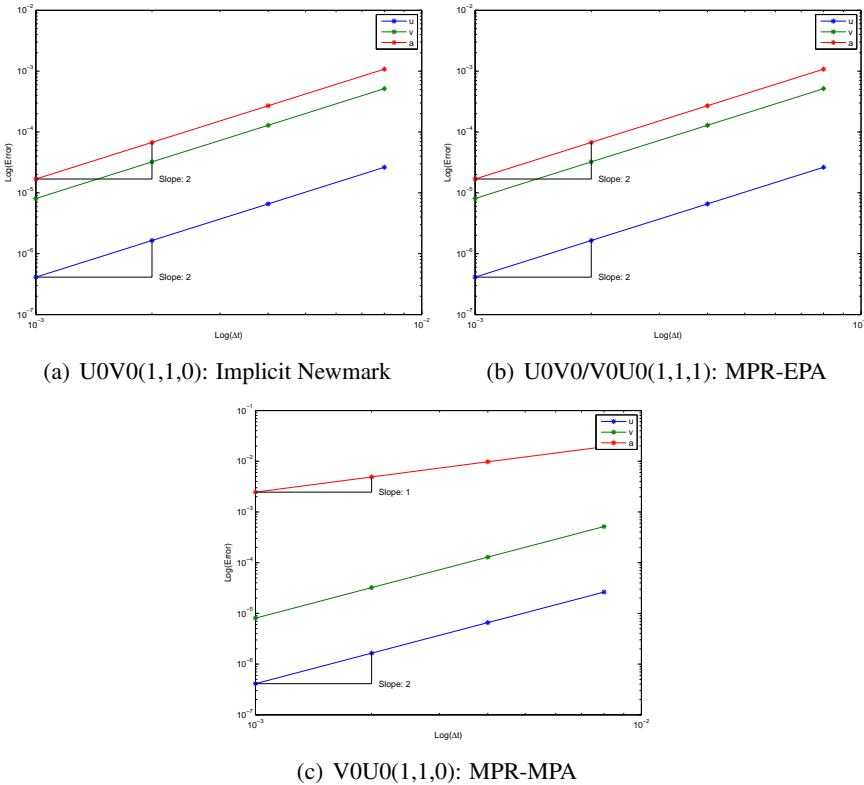 10^-2
10^-3
10^-4
10^-5
10^-6
10^-7
Log(Error)
u
v
a
Slope: 2
Slope: 2
10^-3
10^-2
Log(Δt)
(a) U0V0(1,1,0): Implicit Newmark
10^-2
10^-3
10^-4
10^-5
10^-6
10^-7
Log(Error)
u
v
a
Slope: 2
Slope: 2
10^-3
Log(Δt)
(b) U0V0/V0U0(1,1,1): MPR-EPA
10^-1
10^-2
10^-3
10^-4
10^-5
10^-6
10^-7
Log(Error)
u
v
a
Slope: 1
Slope: 2
10^-3
10^-2
Log(Δt)
(c) V0U0(1,1,0): MPR-MPA